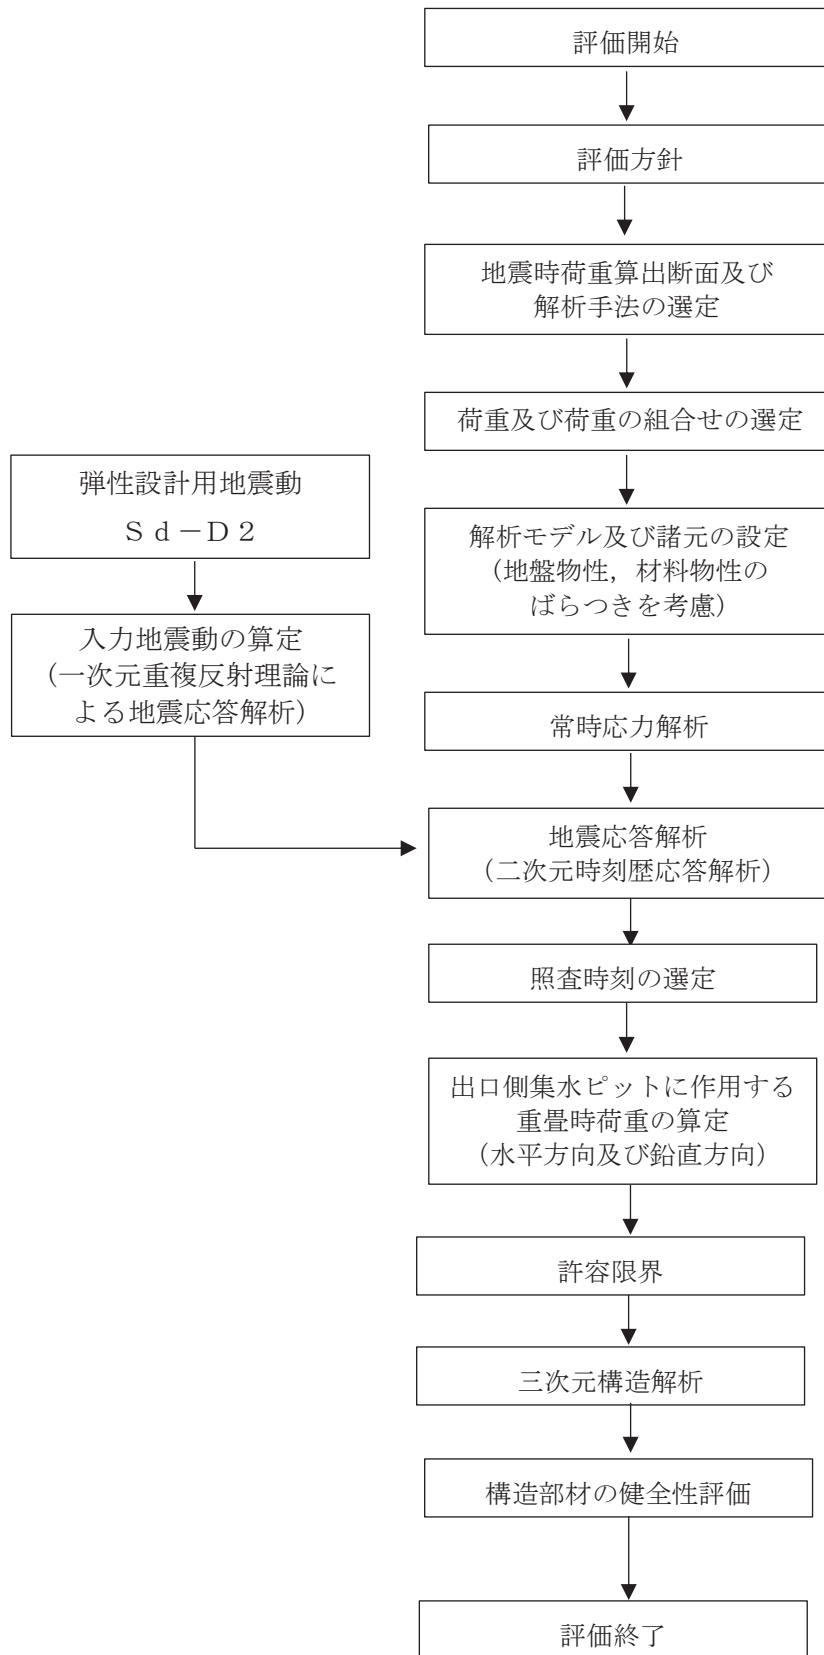 評価開始
評価方針
地震時荷重算出断面及び
解析手法の選定
荷重及び荷重の組合せの選定
弾性設計用地震動
Ｓｄ－Ｄ２
入力地震動の算定
（一次元重複反射理論に
よる地震応答解析）
解析モデル及び諸元の設定
（地盤物性，材料物性の
ばらつきを考慮）
常時応力解析
地震応答解析
（二次元時刻歴応答解析）
照査時刻の選定
出口側集水ピットに作用する
重畳時荷重の算定
（水平方向及び鉛直方向）
許容限界
三次元構造解析
構造部材の健全性評価
評価終了